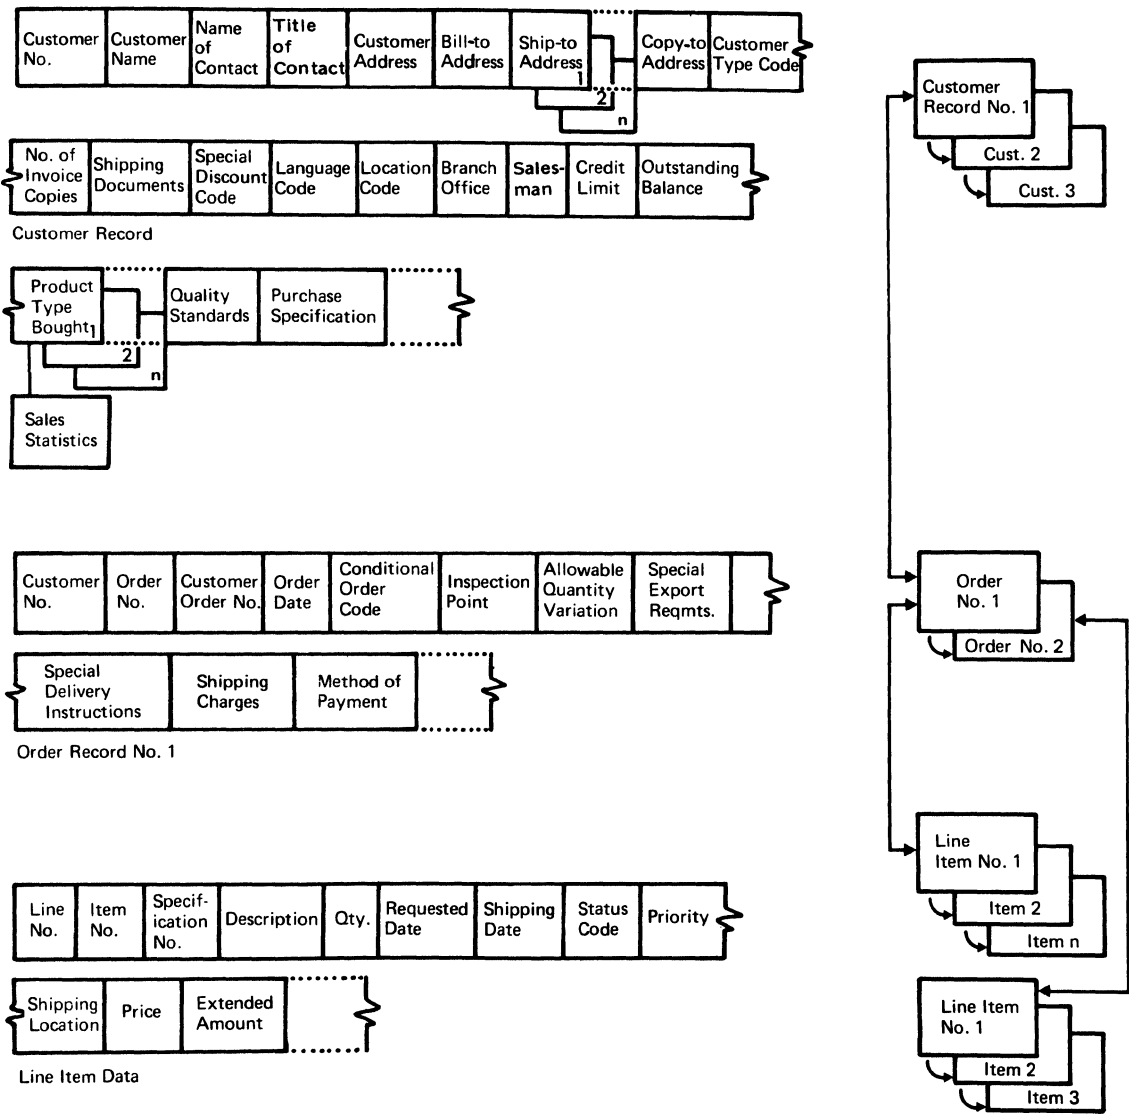 Customer No.
Customer Name
Name of Contact
Title of Contact
Customer Address
Bill-to Address
Ship-to Address 1
2
n
Copy-to Address
Customer Type Code
No. of Invoice Copies
Shipping Documents
Special Discount Code
Language Code
Location Code
Branch Office
Sales-man
Credit Limit
Outstanding Balance
Customer Record
Product Type Bought 1
2
n
Quality Standards
Purchase Specification
Sales Statistics
Customer No.
Order No.
Customer Order No.
Order Date
Conditional Order Code
Inspection Point
Allowable Quantity Variation
Special Export Reqmts.
Special Delivery Instructions
Shipping Charges
Method of Payment
Order Record No. 1
Line No.
Item No.
Specif-ication No.
Description
Qty.
Requested Date
Shipping Date
Status Code
Priority
Shipping Location
Price
Extended Amount
Line Item Data
Customer Record No. 1
Cust. 2
Cust. 3
Order No. 1
Order No. 2
Line Item No. 1
Item 2
Item n
Line Item No. 1
Item 2
Item 3